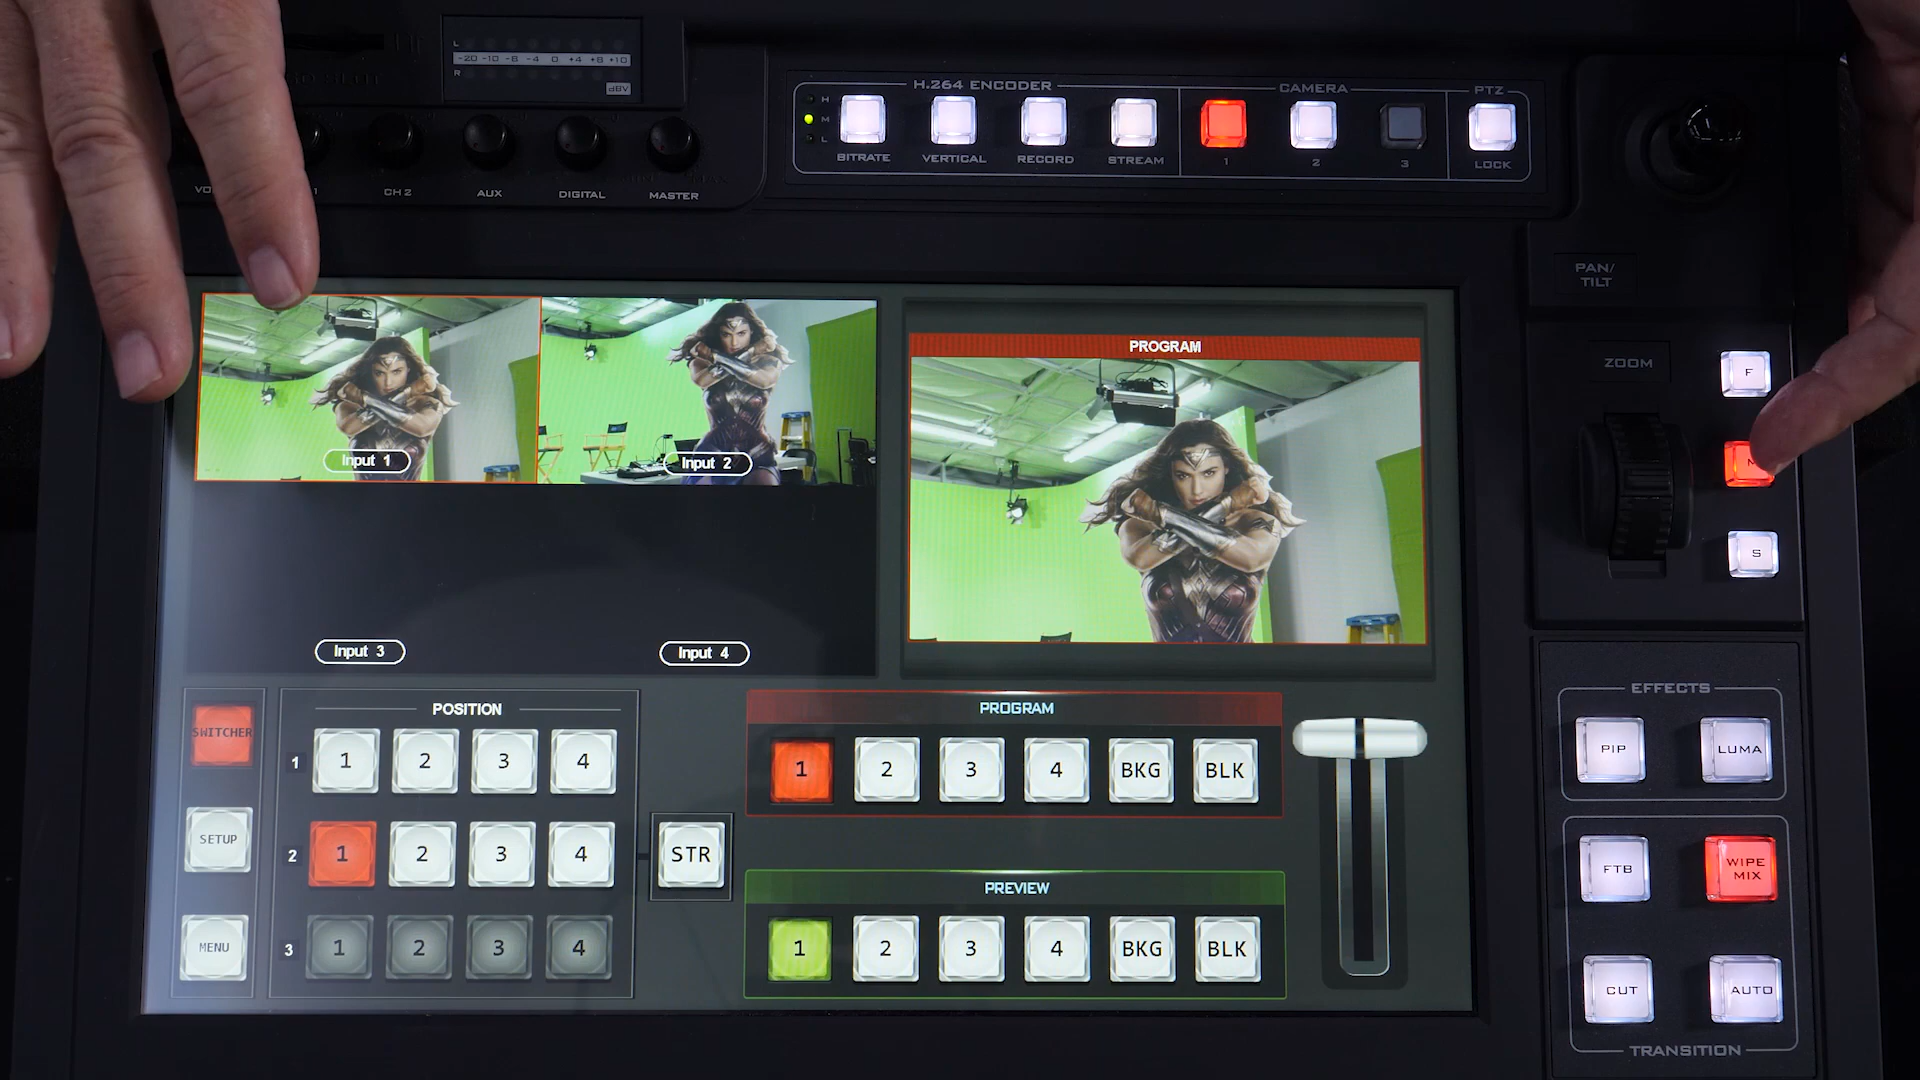 L
-20 -10 -8 -4 0 +4 +8 +10
R
dBV
CH 2
AUX
DIGITAL
MASTER
H.264 ENCODER
CAMERA
PTZ
H
M
L
BITRATE
VERTICAL
RECORD
STREAM
1
2
3
LOCK
PAN/
TILT
ZOOM
F
M
S
Input 1
Input 2
Input 3
Input 4
PROGRAM
SWITCHER
SETUP
MENU
POSITION
1 1 2 3 4
2 1 2 3 4
3 1 2 3 4
STR
PROGRAM
1 2 3 4 BKG BLK
PREVIEW
1 2 3 4 BKG BLK
EFFECTS
PIP
LUMA
FTB
WIPE
MIX
CUT
AUTO
TRANSITION